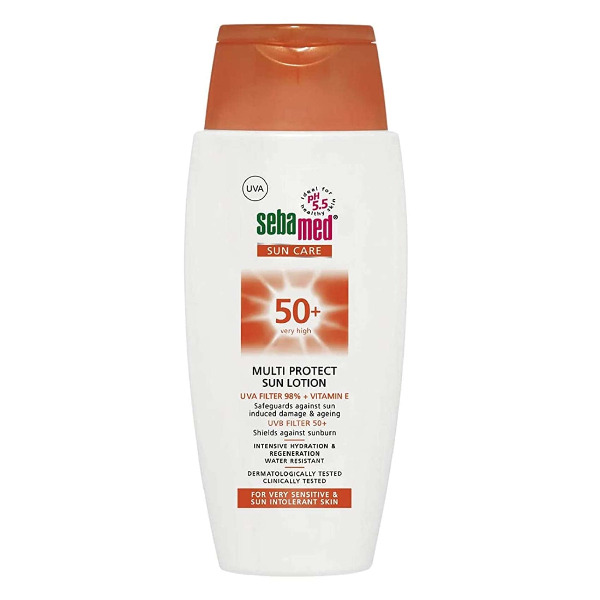 UVA
ideal for
pH
5.5
healthy skin
sebamed®
SUN CARE
50+
very high
MULTI PROTECT
SUN LOTION
UVA FILTER 98% + VITAMIN E
Safeguards against sun
induced damage & ageing
UVB FILTER 50+
Shields against sunburn
INTENSIVE HYDRATION &
REGENERATION
WATER RESISTANT
DERMATOLOGICALLY TESTED
CLINICALLY TESTED
FOR VERY SENSITIVE &
SUN INTOLERANT SKIN